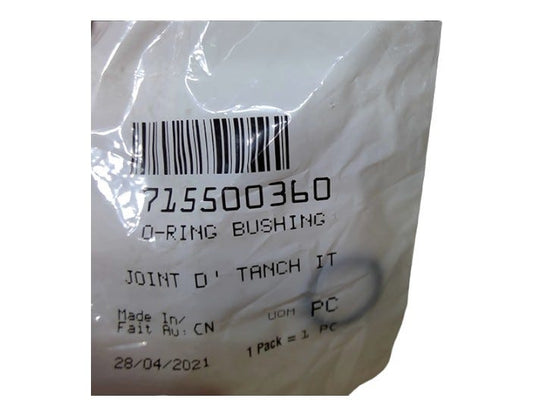 715500360
O-RING BUSHING
JOINT D' TANCH IT
Made In/ UOM PC
Fait Au: CN
1 Pack = 1 PC
28/04/2021